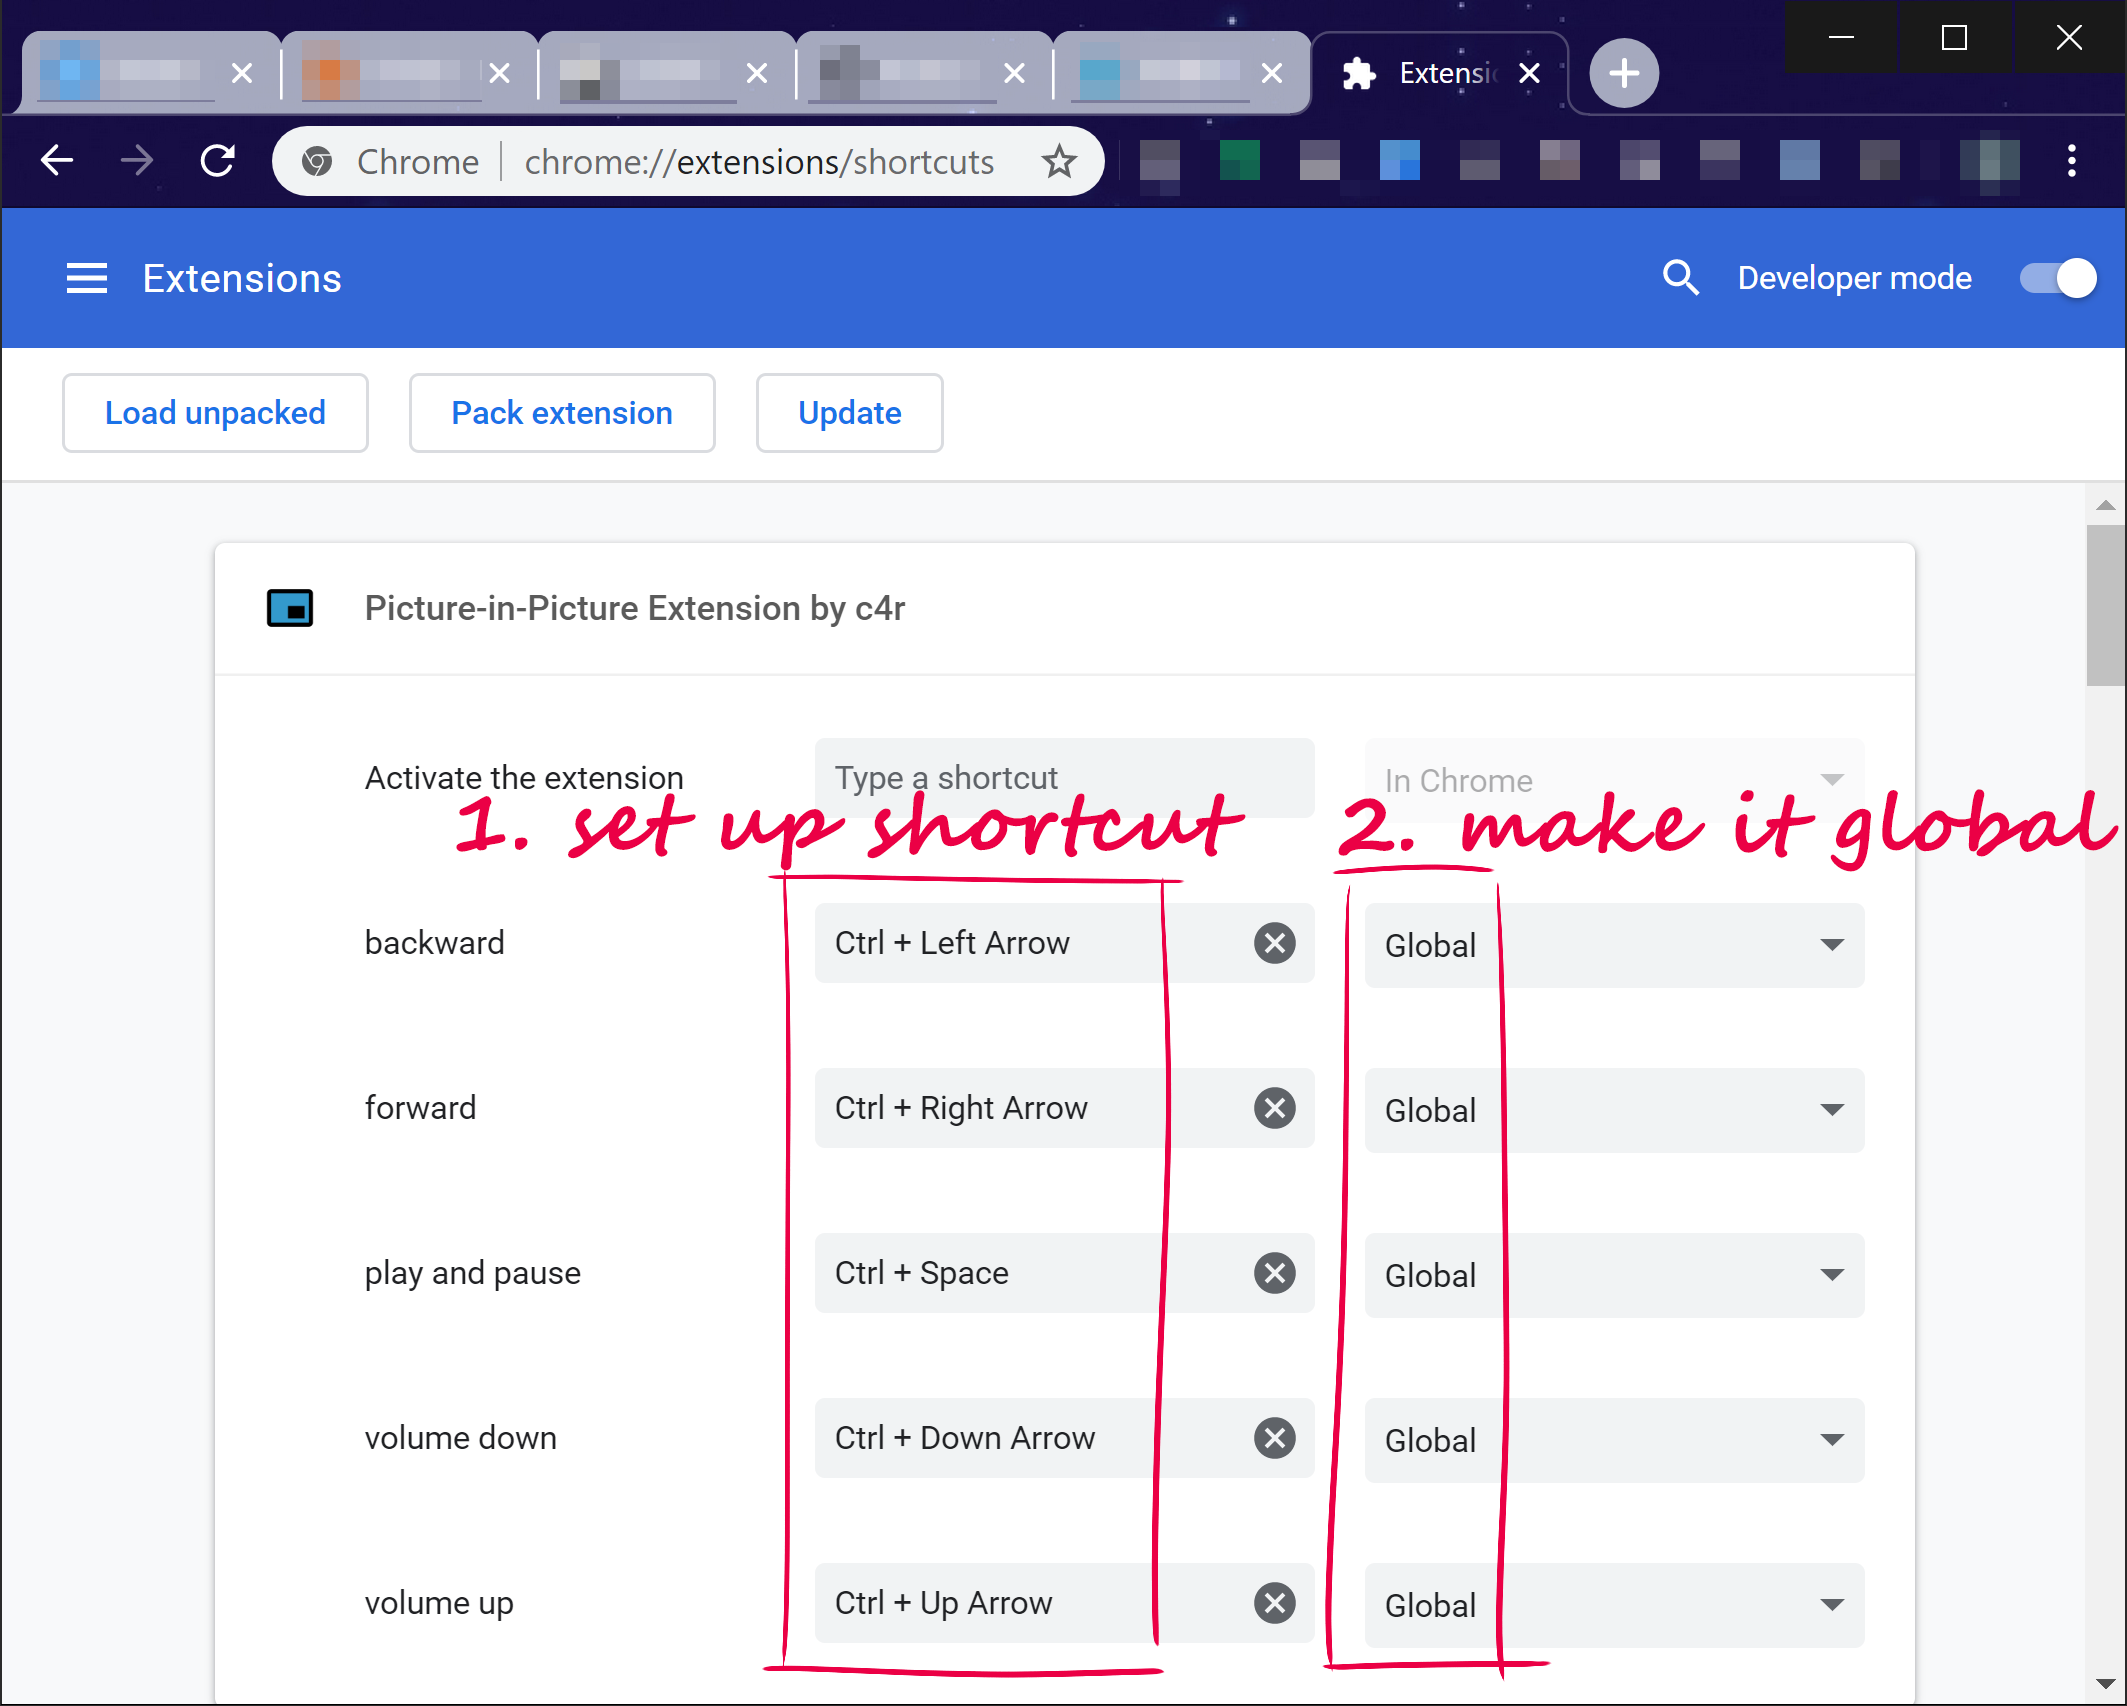 Extensi
Chrome chrome://extensions/shortcuts
Extensions Developer mode
Load unpacked Pack extension Update
Picture-in-Picture Extension by c4r
Activate the extension Type a shortcut In Chrome
1. set up shortcut 2. make it global
backward Ctrl + Left Arrow Global
forward Ctrl + Right Arrow Global
play and pause Ctrl + Space Global
volume down Ctrl + Down Arrow Global
volume up Ctrl + Up Arrow Global